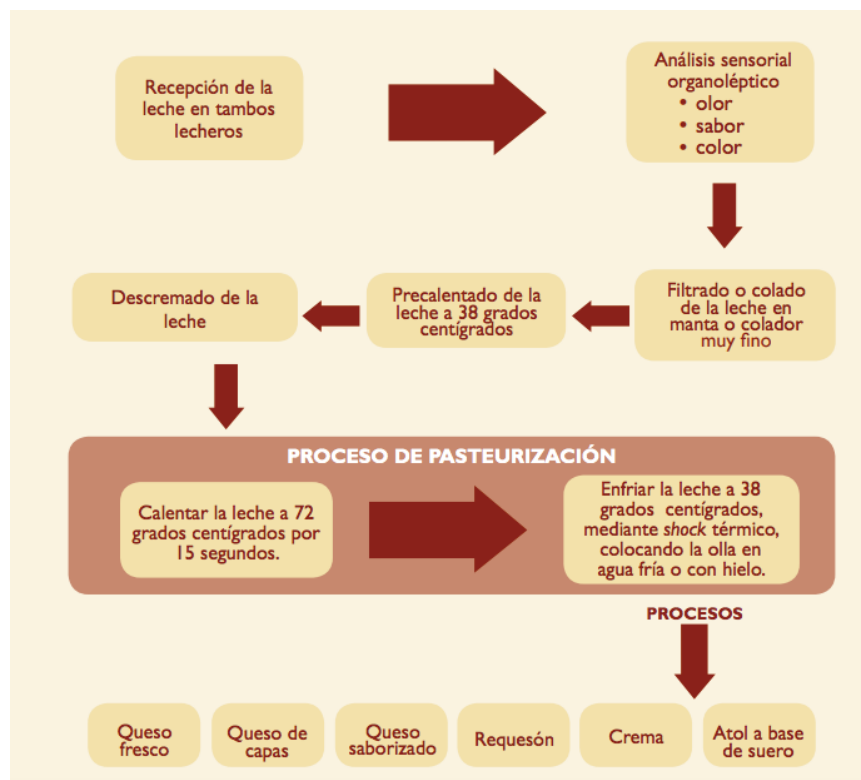 Recepción de la
leche en tambos
lecheros
Análisis sensorial
organoléptico
• olor
• sabor
• color
Filtrado o colado
de la leche en
manta o colador
muy fino
Precalentado de la
leche a 38 grados
centígrados
Descremado de la
leche
PROCESO DE PASTEURIZACIÓN
Calentar la leche a 72
grados centígrados por
15 segundos.
Enfriar la leche a 38
grados centígrados,
mediante shock térmico,
colocando la olla en
agua fría o con hielo.
PROCESOS
Queso
fresco
Queso de
capas
Queso
saborizado
Requesón
Crema
Atol a base
de suero